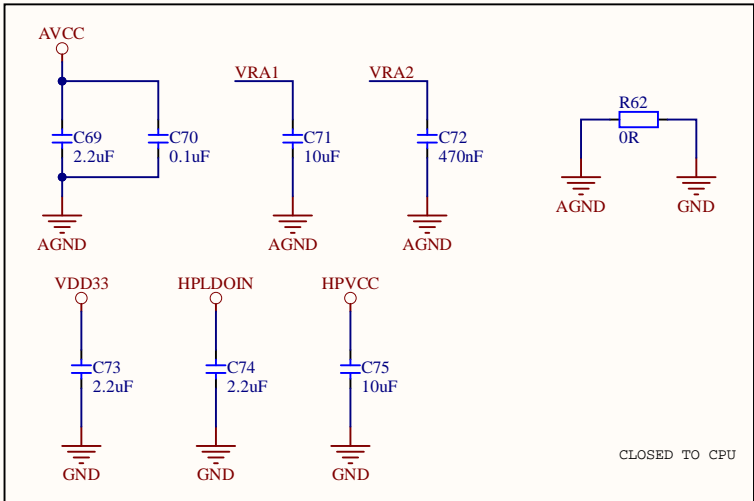 AVCC
VRA1
VRA2
C69
2.2uF
C70
0.1uF
C71
10uF
C72
470nF
R62
0R
AGND
AGND
AGND
AGND
GND
VDD33
HPLDOIN
HPVCC
C73
2.2uF
C74
2.2uF
C75
10uF
GND
GND
GND
CLOSED TO CPU